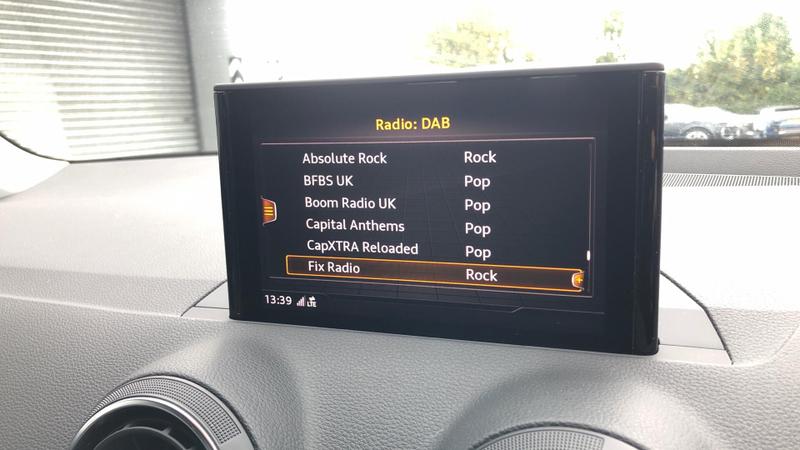 Radio: DAB
Absolute Rock Rock
BFBS UK Pop
Boom Radio UK Pop
Capital Anthems Pop
CapXTRA Reloaded Pop
Fix Radio Rock
13:39 LTE